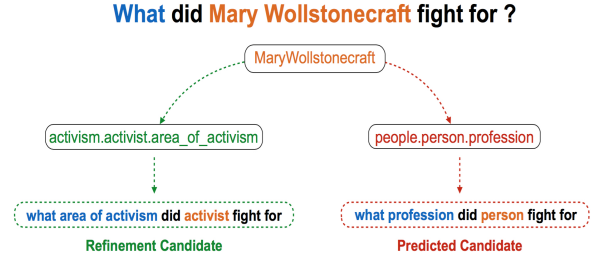 What did Mary Wollstonecraft fight for ?
MaryWollstonecraft
activism.activist.area_of_activism
people.person.profession
what area of activism did activist fight for
what profession did person fight for
Refinement Candidate
Predicted Candidate